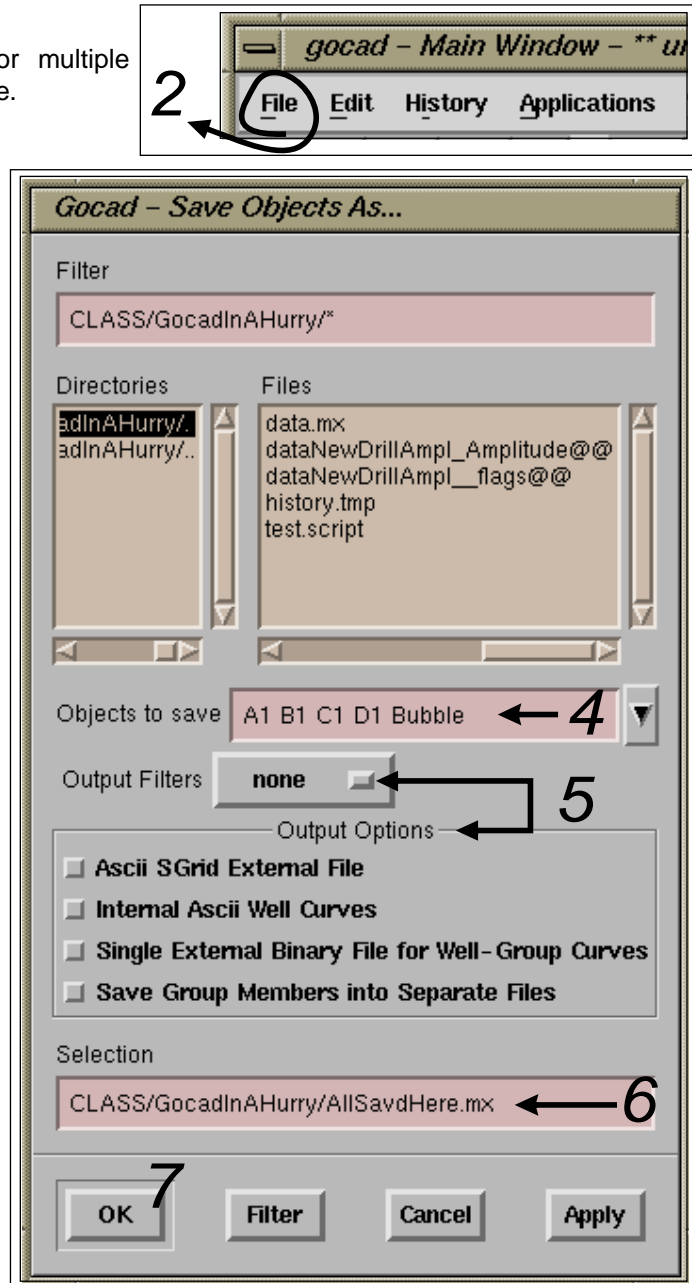 or multiple
e.
2
gocad - Main Window - ** u
File Edit History Applications
Gocad - Save Objects As...
Filter
CLASS/GocadInAHurry/*
Directories Files
adInAHurry/.
adInAHurry/..
data.mx
dataNewDrillAmpl_Amplitude@@
dataNewDrillAmpl__flags@@
history.tmp
test.script
Objects to save A1 B1 C1 D1 Bubble 4
Output Filters none 5
Output Options
Ascii SGrid External File
Internal Ascii Well Curves
Single External Binary File for Well-Group Curves
Save Group Members into Separate Files
Selection
CLASS/GocadInAHurry/AllSavdHere.mx 6
7
OK Filter Cancel Apply